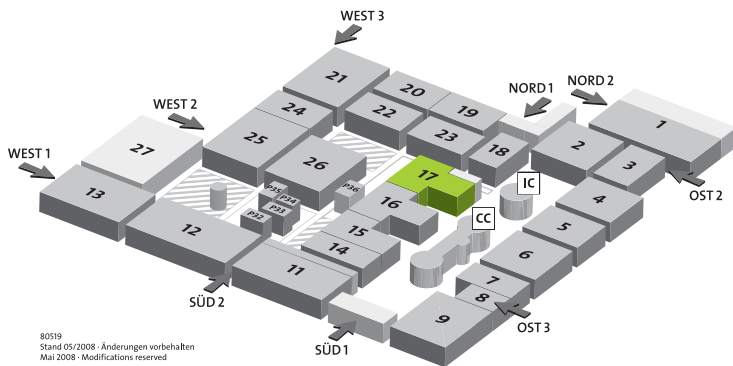 WEST 3
WEST 2
WEST 1
NORD 1
NORD 2
OST 2
OST 3
SÜD 1
SÜD 2
21
20
19
22
23
18
24
25
26
27
13
12
11
17
16
15
14
P35
P34
P33
P32
P36
IC
CC
1
2
3
4
5
6
7
8
9
80519
Stand 05/2008 · Änderungen vorbehalten
Mai 2008 · Modifications reserved